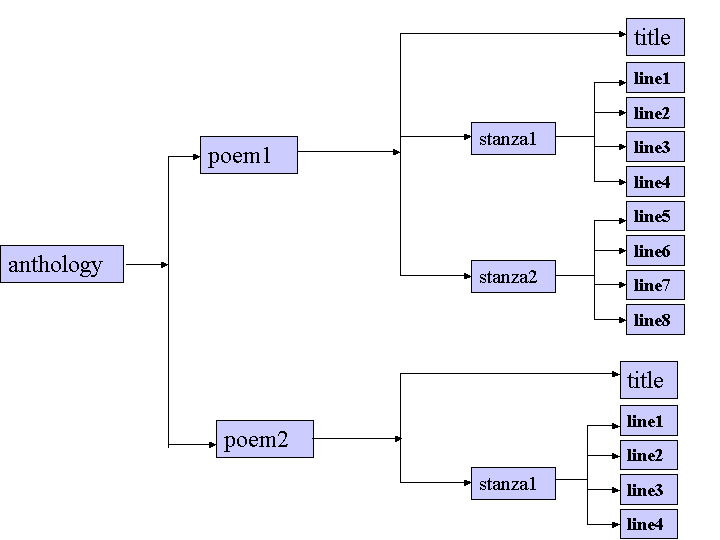 title
line1
line2
stanza1
line3
poem1
line4
line5
line6
anthology
stanza2
line7
line8
title
line1
poem2
line2
stanza1
line3
line4